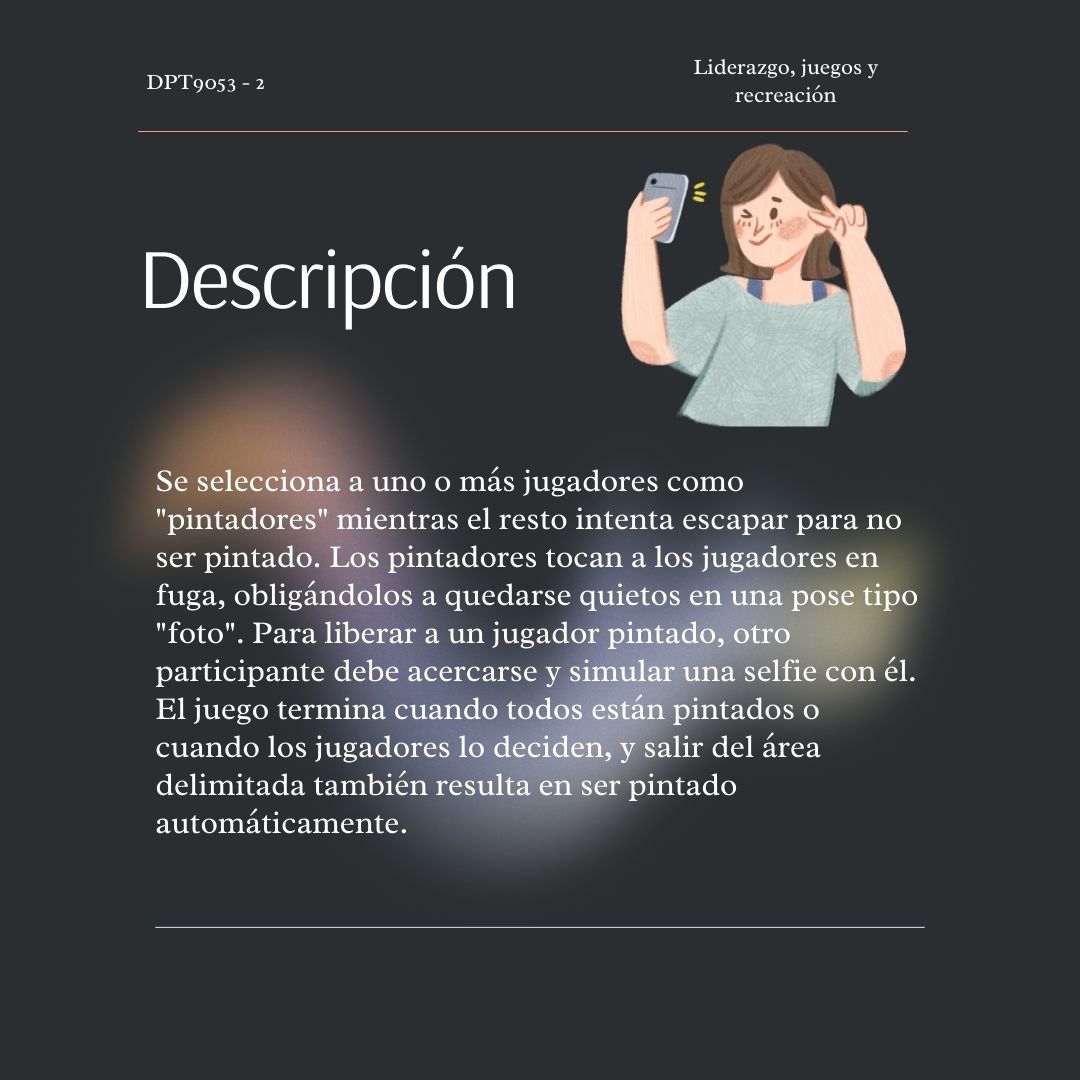 DPT9053 - 2
Liderazgo, juegos y
recreación
Descripción
Se selecciona a uno o más jugadores como
"pintadores" mientras el resto intenta escapar para no
ser pintado. Los pintadores tocan a los jugadores en
fuga, obligándolos a quedarse quietos en una pose tipo
"foto". Para liberar a un jugador pintado, otro
participante debe acercarse y simular una selfie con él.
El juego termina cuando todos están pintados o
cuando los jugadores lo deciden, y salir del área
delimitada también resulta en ser pintado
automáticamente.